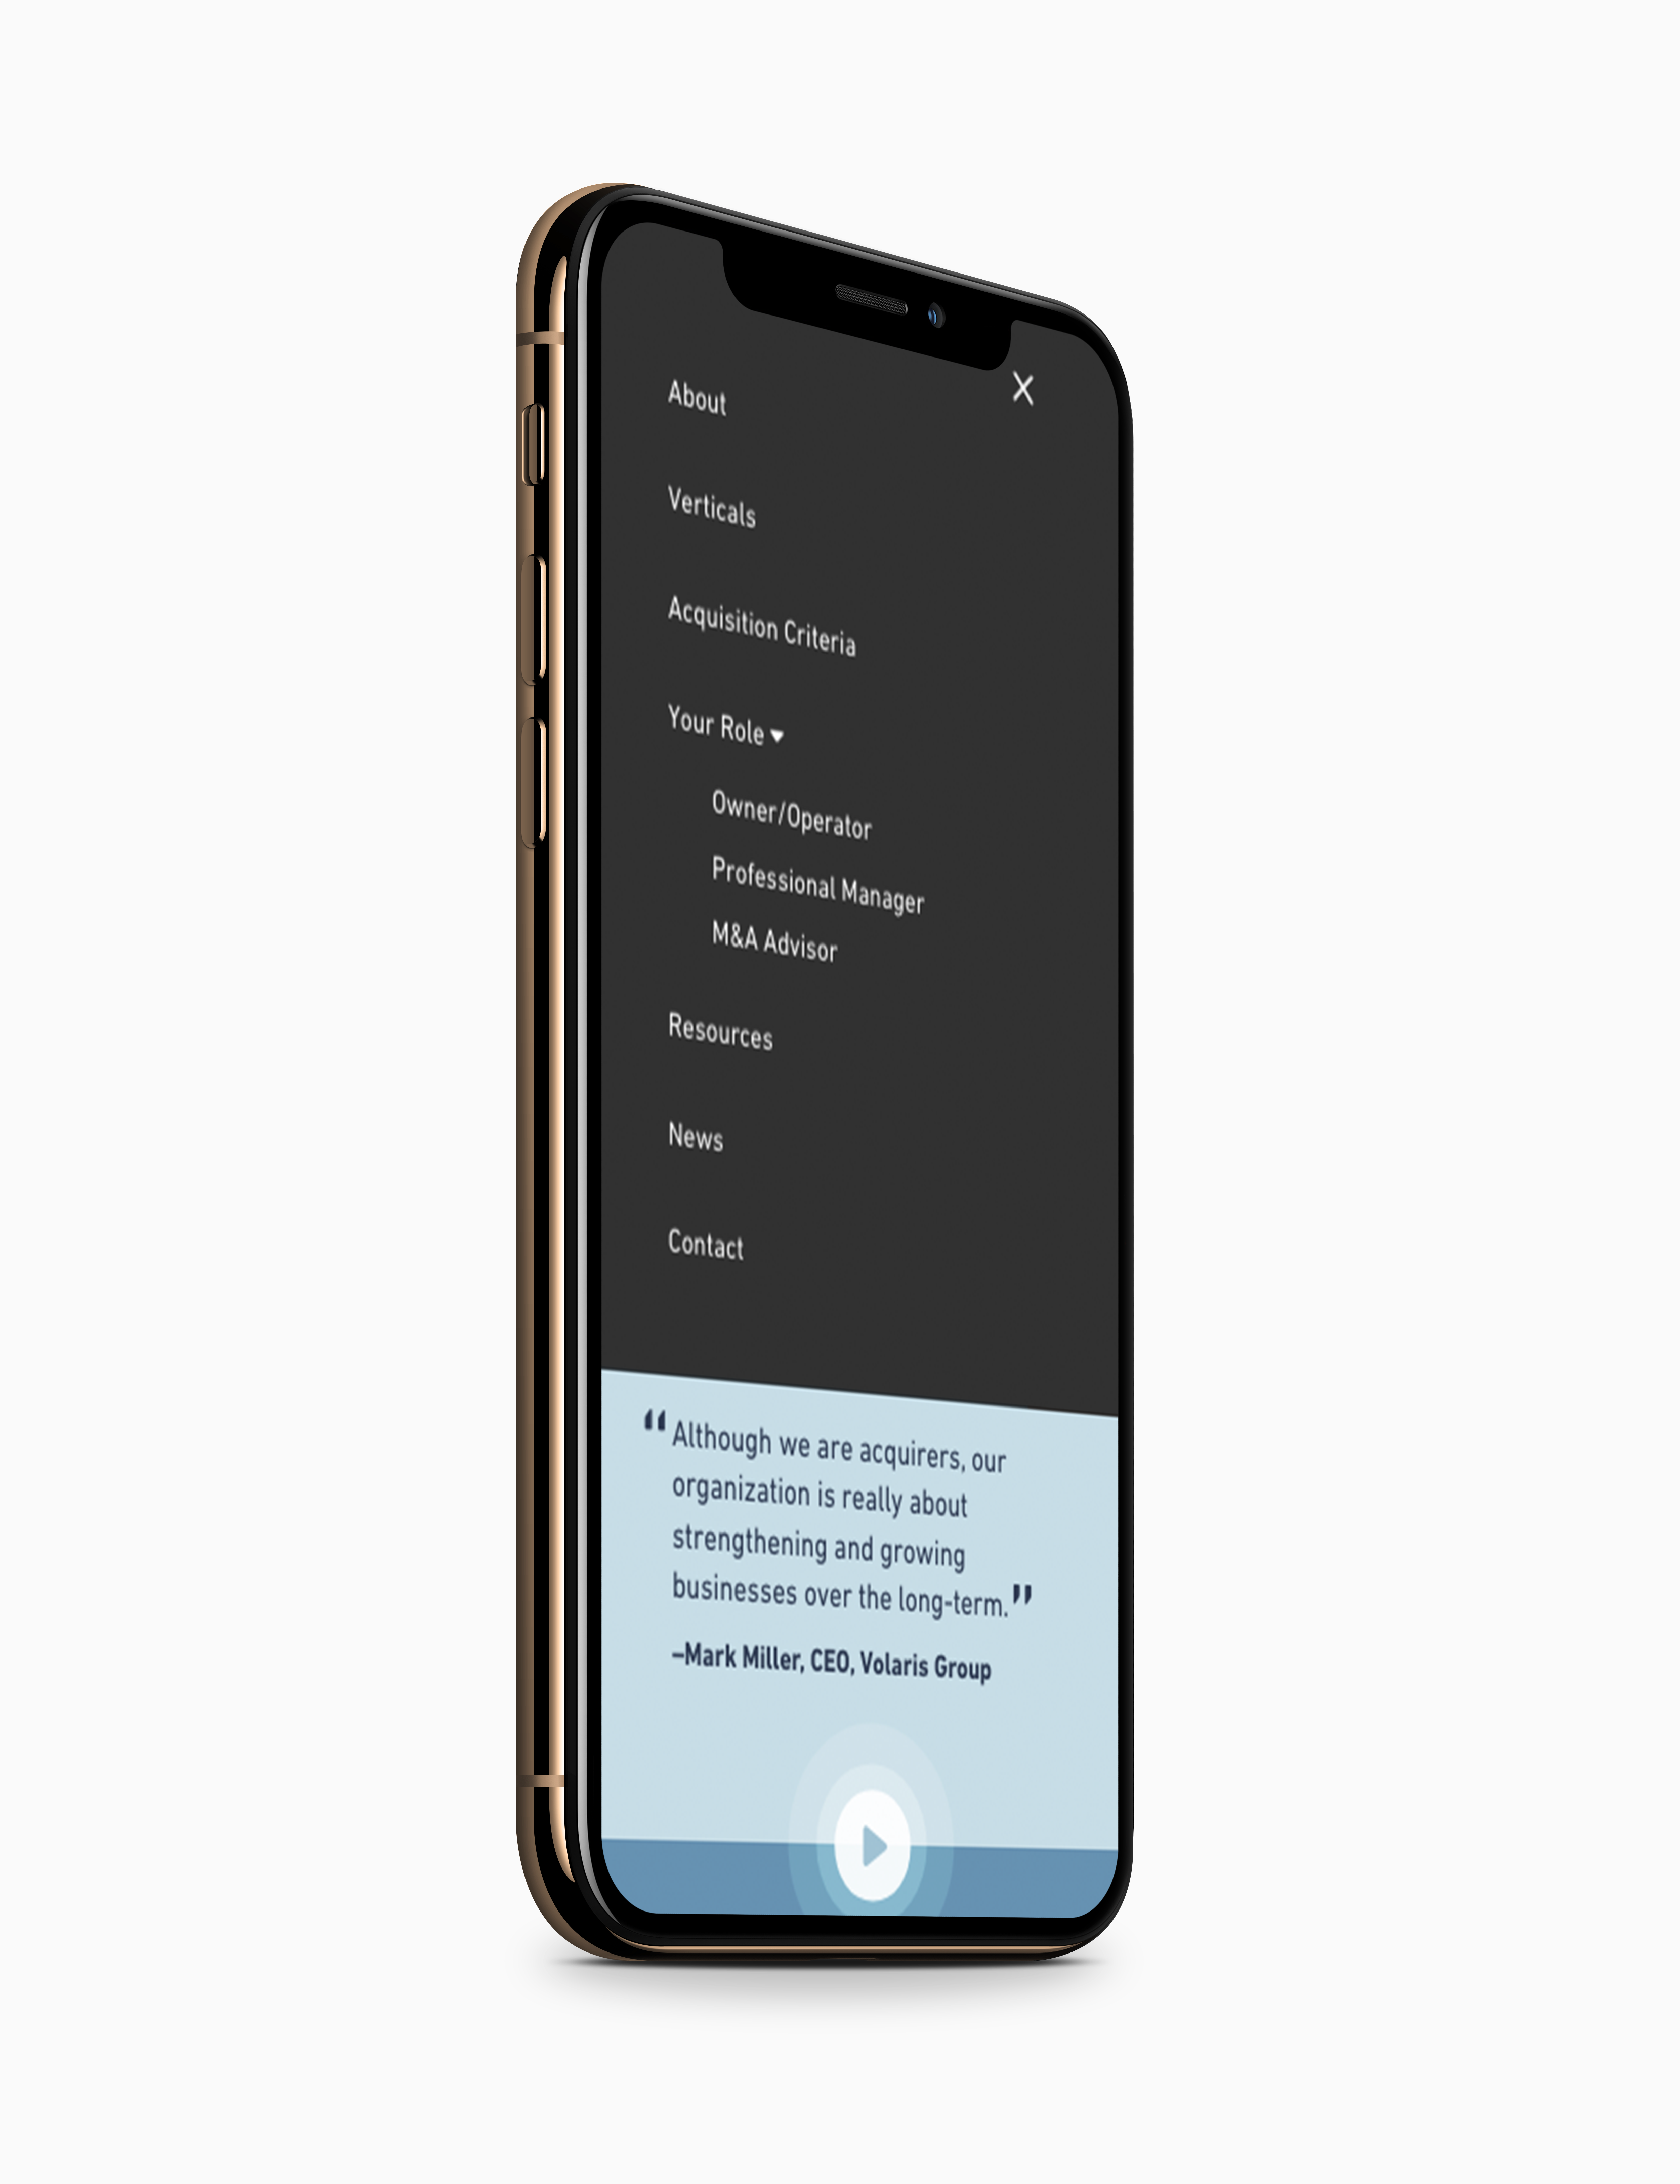 About
Verticals
Acquisition Criteria
Your Role ▾
Owner/Operator
Professional Manager
M&A Advisor
Resources
News
Contact
“Although we are acquirers, our
organization is really about
strengthening and growing
businesses over the long-term.”
–Mark Miller, CEO, Volaris Group